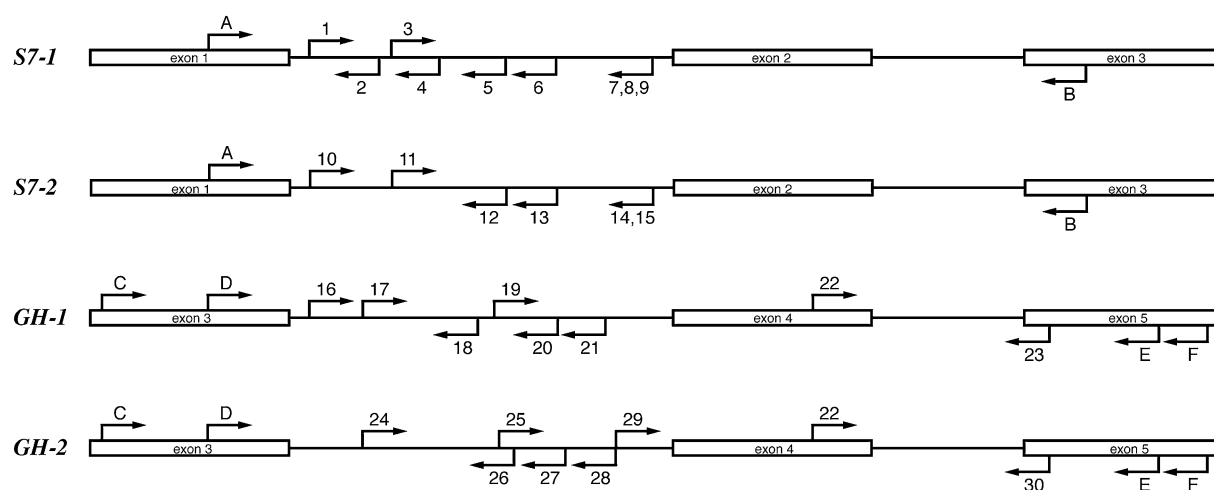 A 1 3
S7-1 exon 1 exon 2 exon 3
2 4 5 6 7,8,9 B
A 10 11
S7-2 exon 1 exon 2 exon 3
12 13 14,15 B
C D 16 17 19 22
GH-1 exon 3 exon 4 exon 5
18 20 21 23 E F
C D 24 25 29 22
GH-2 exon 3 exon 4 exon 5
26 27 28 30 E F